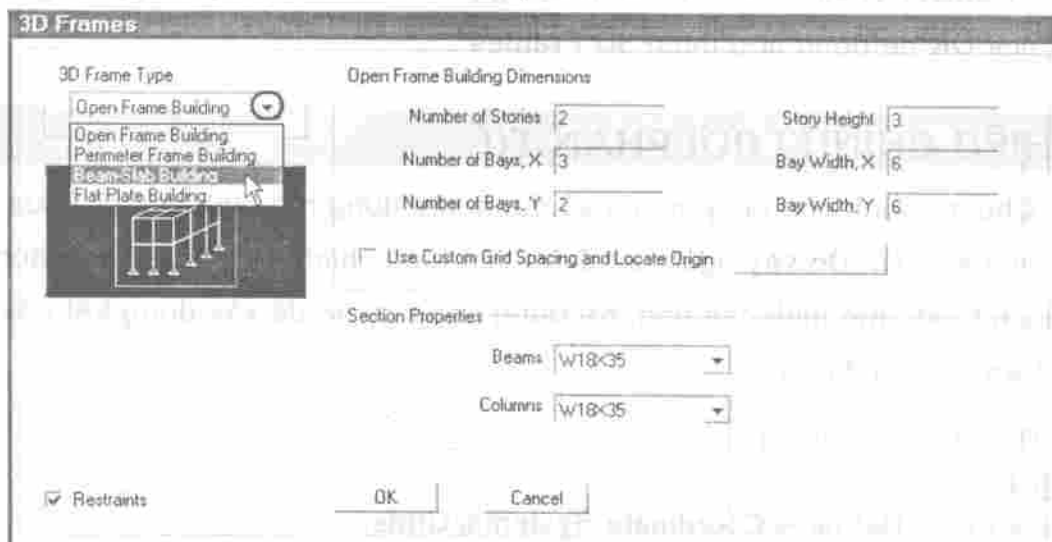 3D Frames
3D Frame Type
Open Frame Building
Open Frame Building
Perimeter Frame Building
Beam-Slab Building
Flat Plate Building
Open Frame Building Dimensions
Number of Stories 2
Story Height 3.
Number of Bays, X 3
Bay Width, X 6.
Number of Bays, Y 2
Bay Width, Y 6.
Use Custom Grid Spacing and Locate Origin
Section Properties
Beams W18X35
Columns W18X35
Restraints
OK
Cancel